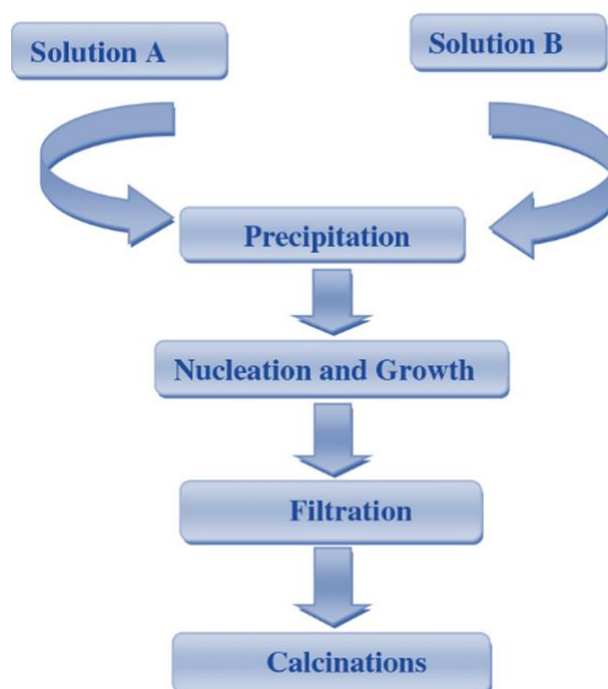 Solution A
Solution B
Precipitation
Nucleation and Growth
Filtration
Calcinations